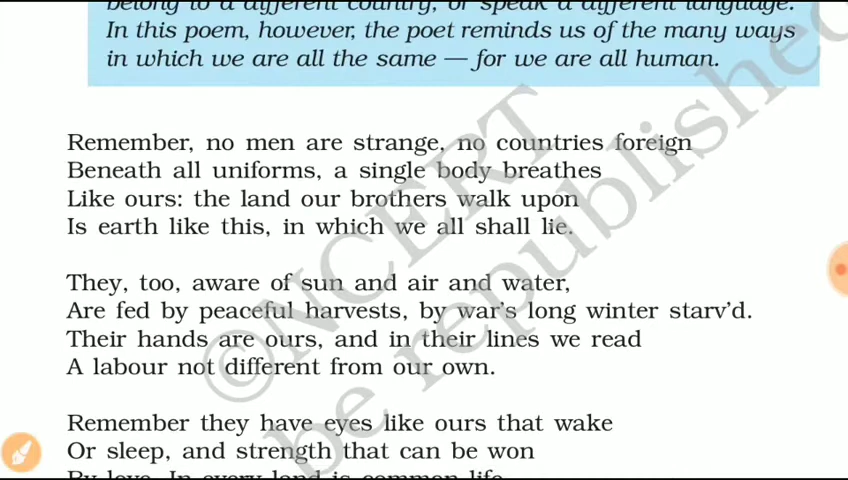 belong to a different country, or speak a different language.
In this poem, however, the poet reminds us of the many ways
in which we are all the same — for we are all human.
Remember, no men are strange, no countries foreign
Beneath all uniforms, a single body breathes
Like ours: the land our brothers walk upon
Is earth like this, in which we all shall lie.
They, too, aware of sun and air and water,
Are fed by peaceful harvests, by war's long winter starv'd.
Their hands are ours, and in their lines we read
A labour not different from our own.
Remember they have eyes like ours that wake
Or sleep, and strength that can be won
By love. In every land is common life
©NCERT
be republished